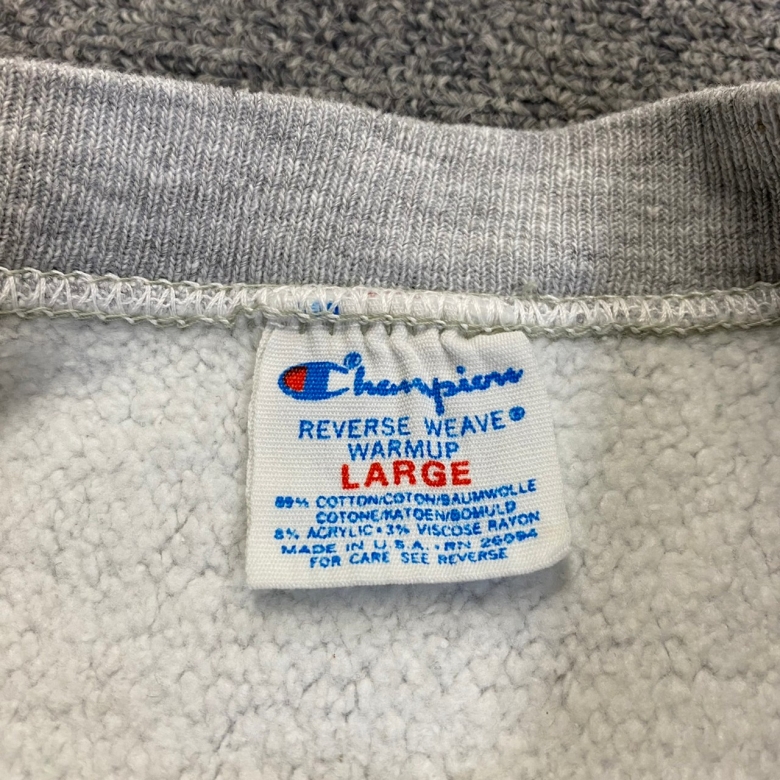 Champion®
REVERSE WEAVE®
WARMUP
LARGE
89% COTTON/COTON/BAUMWOLLE
COTONE/KATOEN/BOMULD
8% ACRYLIC • 3% VISCOSE RAYON
MADE IN U.S.A. • RN 26094
FOR CARE SEE REVERSE